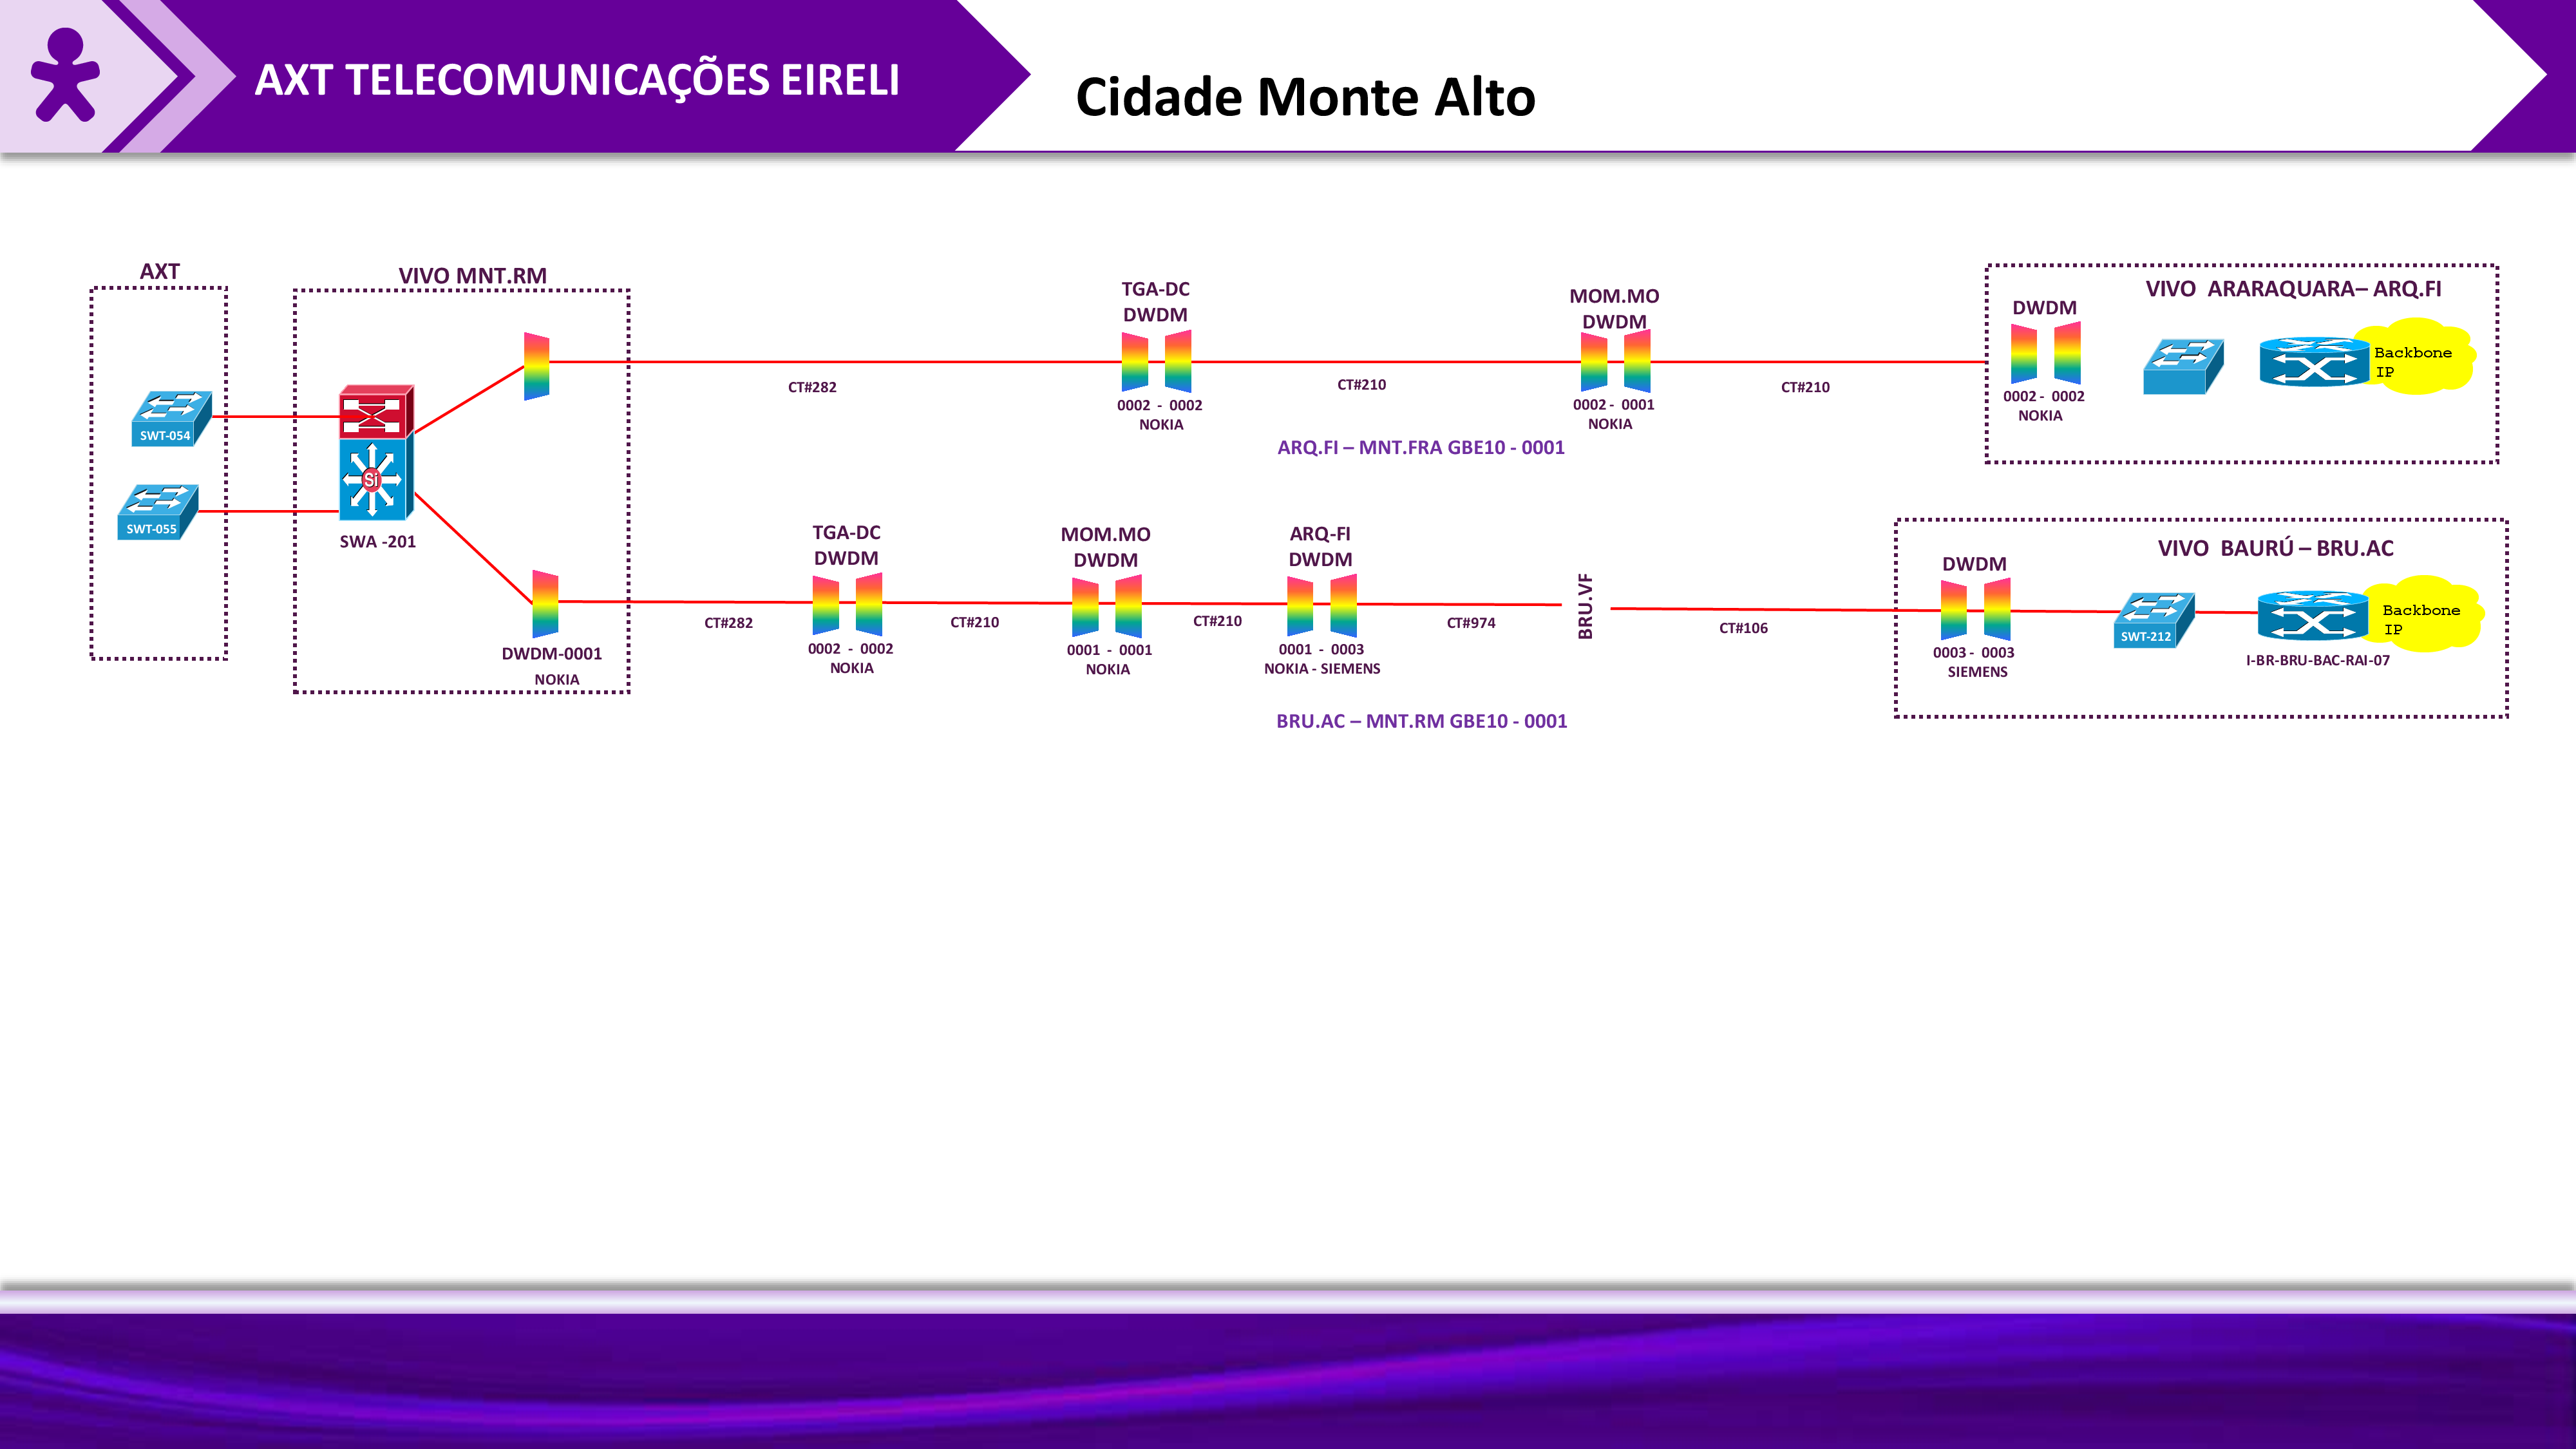 AXT TELECOMUNICAÇÕES EIRELI
Cidade Monte Alto
AXT
SWT-054
SWT-055
VIVO MNT.RM
Si
SWA -201
DWDM-0001
NOKIA
CT#282
TGA-DC
DWDM
0002 - 0002
NOKIA
CT#210
MOM.MO
DWDM
0002 - 0001
NOKIA
CT#210
ARQ.FI – MNT.FRA GBE10 - 0001
VIVO ARARAQUARA– ARQ.FI
DWDM
0002 - 0002
NOKIA
Backbone
IP
CT#282
TGA-DC
DWDM
0002 - 0002
NOKIA
CT#210
MOM.MO
DWDM
0001 - 0001
NOKIA
CT#210
ARQ-FI
DWDM
0001 - 0003
NOKIA - SIEMENS
CT#974
BRU.VF
CT#106
BRU.AC – MNT.RM GBE10 - 0001
VIVO BAURÚ – BRU.AC
DWDM
0003 - 0003
SIEMENS
SWT-212
Backbone
IP
I-BR-BRU-BAC-RAI-07